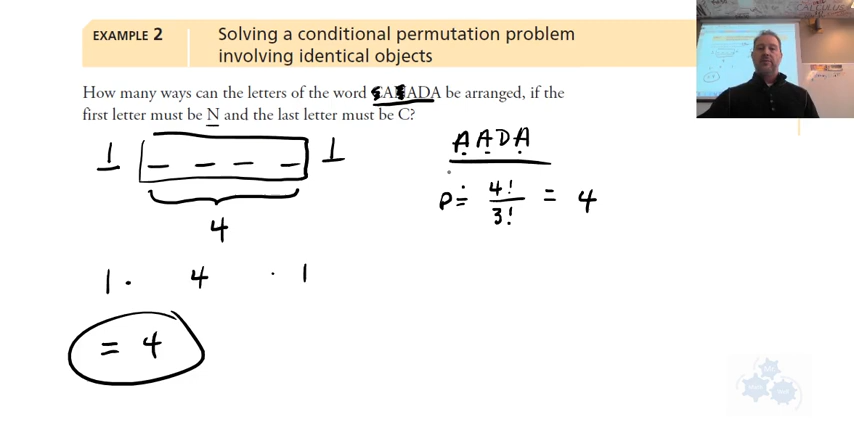 EXAMPLE 2 Solving a conditional permutation problem
involving identical objects
How many ways can the letters of the word CANADA be arranged, if the
first letter must be N and the last letter must be C?
1 _ _ _ _ 1
4
AADA
P = 4! / 3! = 4
1 . 4 . 1
= 4